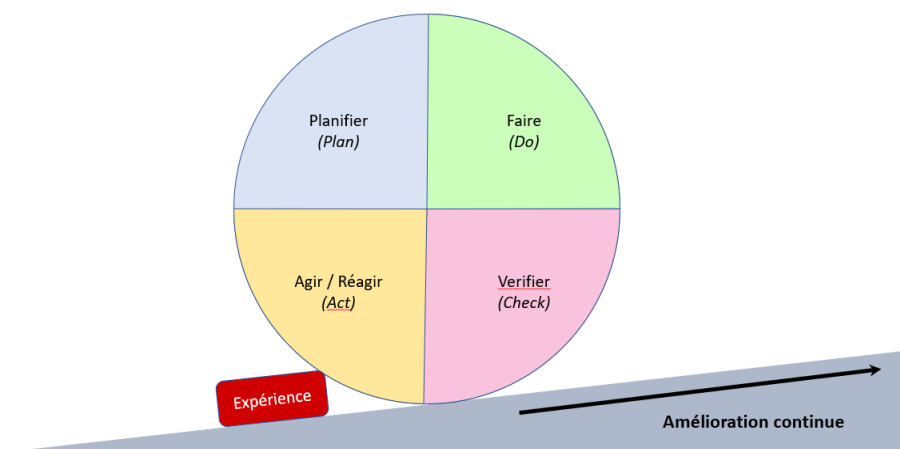 Planifier
(Plan)
Faire
(Do)
Agir / Réagir
(Act)
Verifier
(Check)
Expérience
Amélioration continue